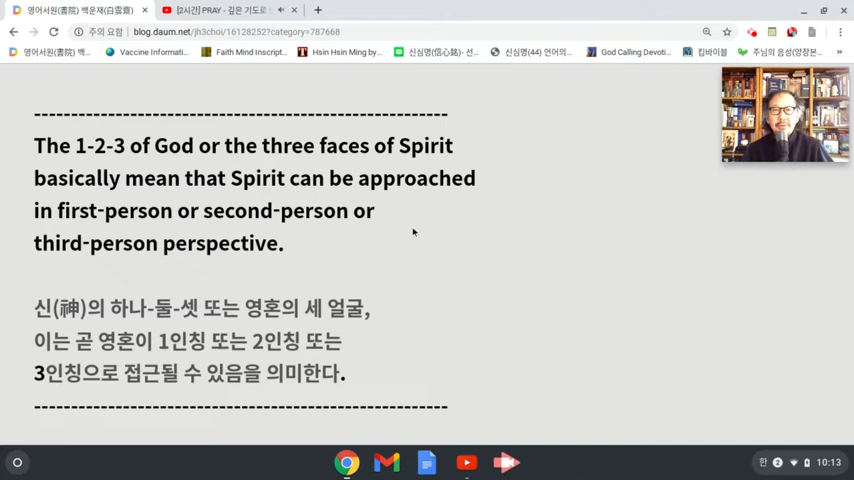 영어서원(書院) 백운재(白雲齋)
[2시간] PRAY - 깊은 기도로
주의 요함
blog.daum.net/jh3choi/16128252?category=787668
영어서원(書院) 백...
Vaccine Informati...
Faith Mind Inscript...
Hsin Hsin Ming by...
신심명(信心銘)- 선...
신심명(44) 언어의...
God Calling Devoti...
킵바이블
주님의 음성(양장본...
The 1-2-3 of God or the three faces of Spirit
basically mean that Spirit can be approached
in first-person or second-person or
third-person perspective.
신(神)의 하나-둘-셋 또는 영혼의 세 얼굴,
이는 곧 영혼이 1인칭 또는 2인칭 또는
3인칭으로 접근될 수 있음을 의미한다.
한 2 10:13